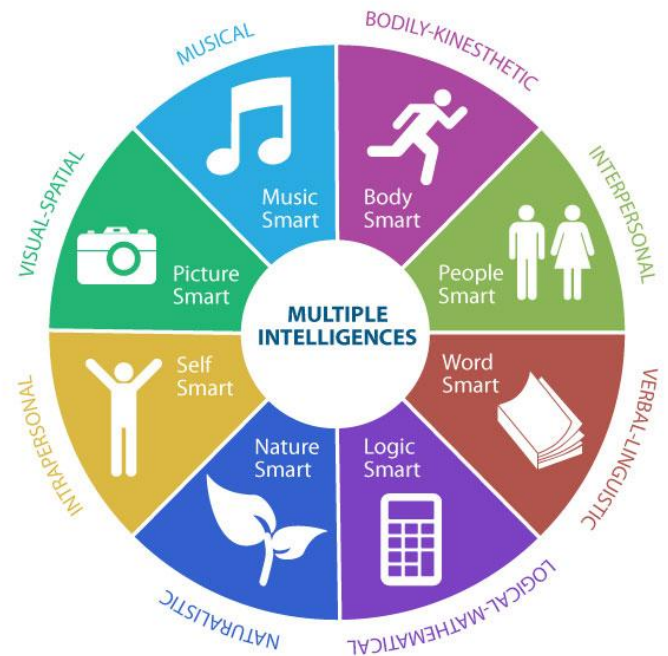 MUSICAL
BODILY-KINESTHETIC
INTERPERSONAL
VERBAL-LINGUISTIC
LOGICAL-MATHEMATICAL
NATURALISTIC
INTRAPERSONAL
VISUAL-SPATIAL
Music
Smart
Body
Smart
People
Smart
Word
Smart
Logic
Smart
Nature
Smart
Self
Smart
Picture
Smart
MULTIPLE
INTELLIGENCES